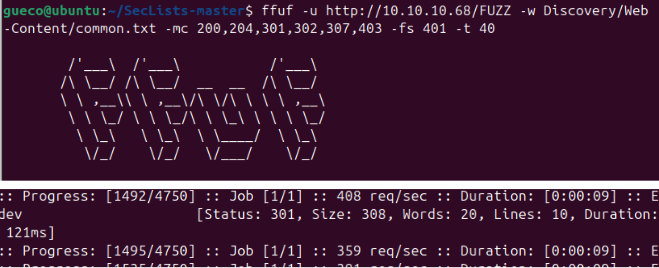 gueco@ubuntu:~/SecLists-master$ ffuf -u http://10.10.10.68/FUZZ -w Discovery/Web
-Content/common.txt -mc 200,204,301,302,307,403 -fs 401 -t 40
:: Progress: [1492/4750] :: Job [1/1] :: 408 req/sec :: Duration: [0:00:09] :: E
dev [Status: 301, Size: 308, Words: 20, Lines: 10, Duration:
121ms]
:: Progress: [1495/4750] :: Job [1/1] :: 359 req/sec :: Duration: [0:00:09] :: E